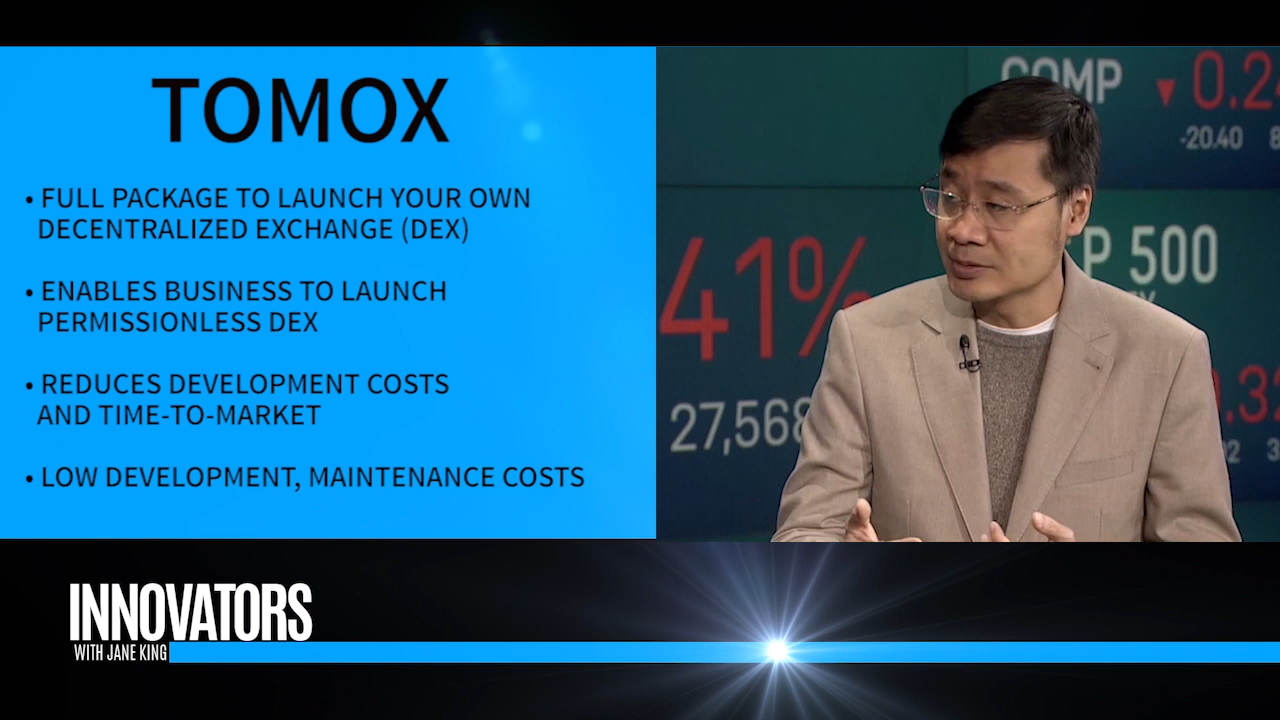 TOMOX
• FULL PACKAGE TO LAUNCH YOUR OWN
DECENTRALIZED EXCHANGE (DEX)
• ENABLES BUSINESS TO LAUNCH
PERMISSIONLESS DEX
• REDUCES DEVELOPMENT COSTS
AND TIME-TO-MARKET
• LOW DEVELOPMENT, MAINTENANCE COSTS
COMP
▼0.24
-20.40 8
41%
P 500
27,568
.32
INNOVATORS
WITH JANE KING